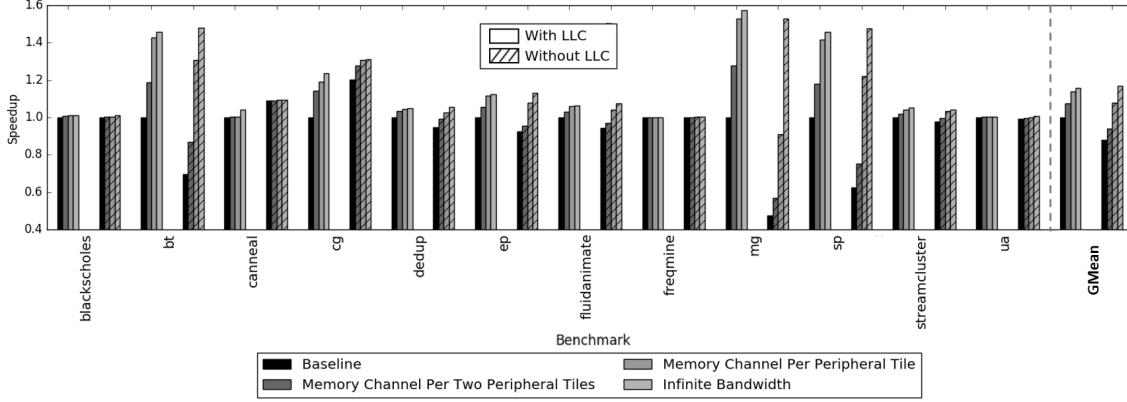 1.6
1.4
1.2
1.0
0.8
0.6
0.4
Speedup
With LLC
Without LLC
blackscholes
bt
canneal
cg
dedup
ep
fluidanimate
freqmine
mg
sp
streamcluster
ua
GMean
Benchmark
Baseline
Memory Channel Per Two Peripheral Tiles
Memory Channel Per Peripheral Tile
Infinite Bandwidth